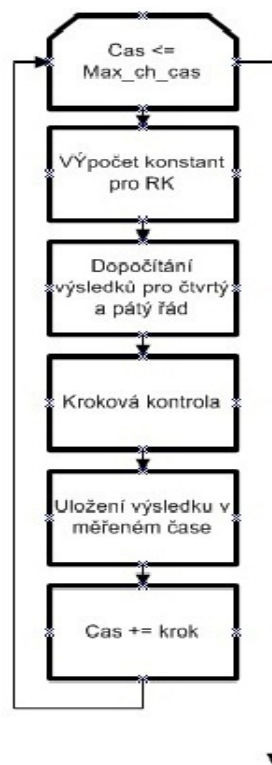 Cas <=
Max_ch_cas
VÝpočet konstant
pro RK
Dopočítání
výsledků pro čtvrtý
a pátý řád
Kroková kontrola
Uložení výsledku v
měřeném čase
Cas += krok